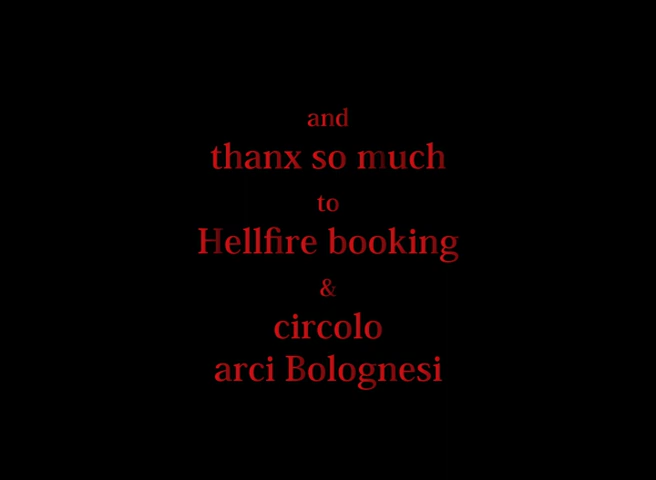 and
thanx so much
to
Hellfire booking
&
circolo
arci Bolognesi